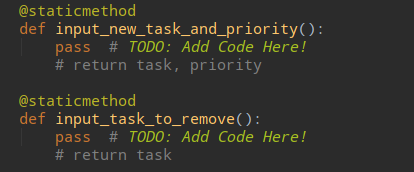 @staticmethod
def input_new_task_and_priority():
    pass  # TODO: Add Code Here!
    # return task, priority

@staticmethod
def input_task_to_remove():
    pass  # TODO: Add Code Here!
    # return task